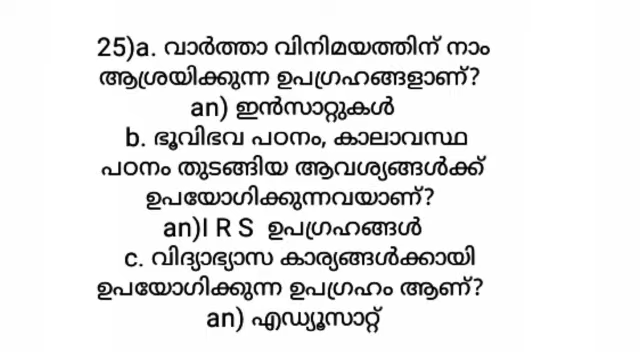 25)a. വാർത്താ വിനിമയത്തിന് നാം
ആശ്രയിക്കുന്ന ഉപഗ്രഹങ്ങളാണ്?
an) ഇൻസാറ്റുകൾ
b. ഭൂവിഭവ പഠനം, കാലാവസ്ഥ
പഠനം തുടങ്ങിയ ആവശ്യങ്ങൾക്ക്
ഉപയോഗിക്കുന്നവയാണ്?
an)I R S ഉപഗ്രഹങ്ങൾ
c. വിദ്യാഭ്യാസ കാര്യങ്ങൾക്കായി
ഉപയോഗിക്കുന്ന ഉപഗ്രഹം ആണ്?
an) എഡ്യൂസാറ്റ്